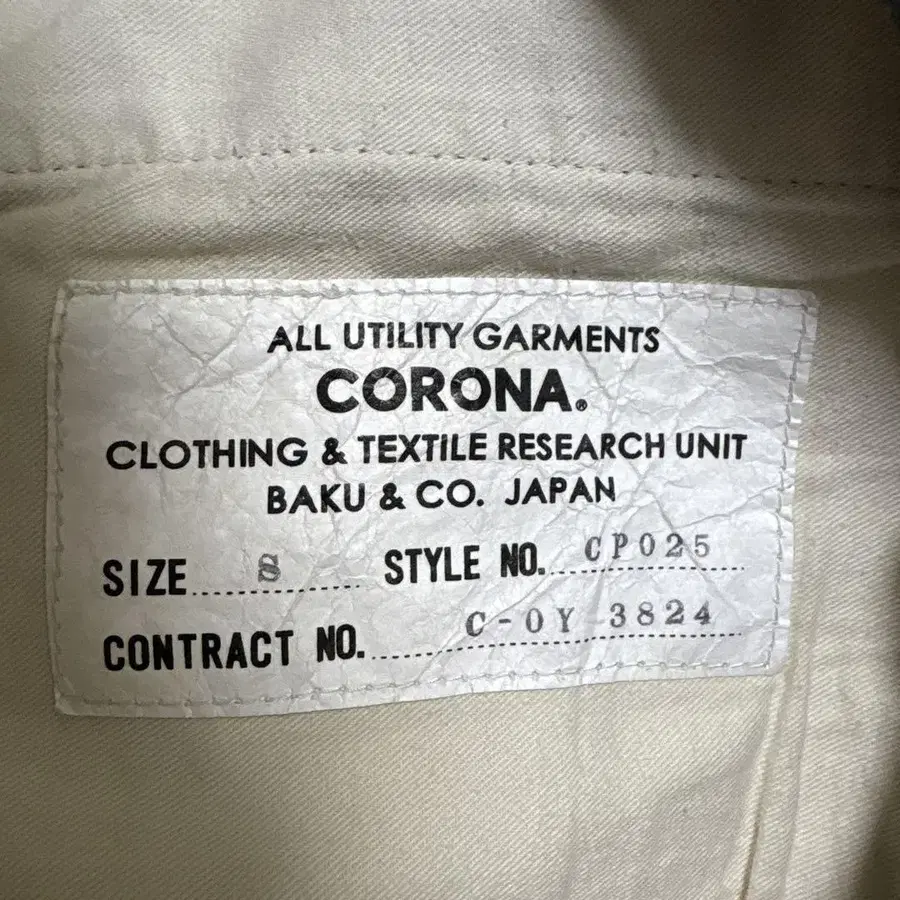 ALL UTILITY GARMENTS
CORONA.®
CLOTHING & TEXTILE RESEARCH UNIT
BAKU & CO. JAPAN
SIZE S STYLE NO. CP025
CONTRACT NO. C-0Y 3824